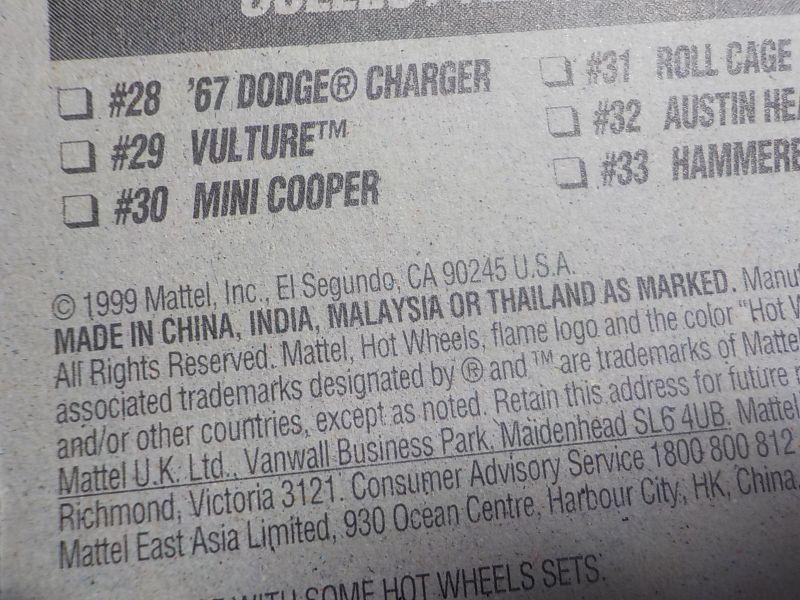 #28 '67 DODGE® CHARGER
#29 VULTURE™
#30 MINI COOPER
#31 ROLL CAGE
#32 AUSTIN
#33
© 1999 Mattel, Inc., El Segundo, CA 90245 U.S.A.
MADE IN CHINA, INDIA, MALAYSIA OR THAILAND AS MARKED.
All Rights Reserved. Mattel, Hot Wheels, flame logo and the color "Hot
associated trademarks designated by ® and ™ are trademarks of Mattel
and/or other countries, except as noted. Retain this address for future
Mattel U.K. Ltd., Vanwall Business Park, Maidenhead SL6 4UB. Mattel
Richmond, Victoria 3121. Consumer Advisory Service 1800 800 812
Mattel East Asia Limited, 930 Ocean Centre, Harbour City, HK, China.
WITH SOME HOT WHEELS SETS.